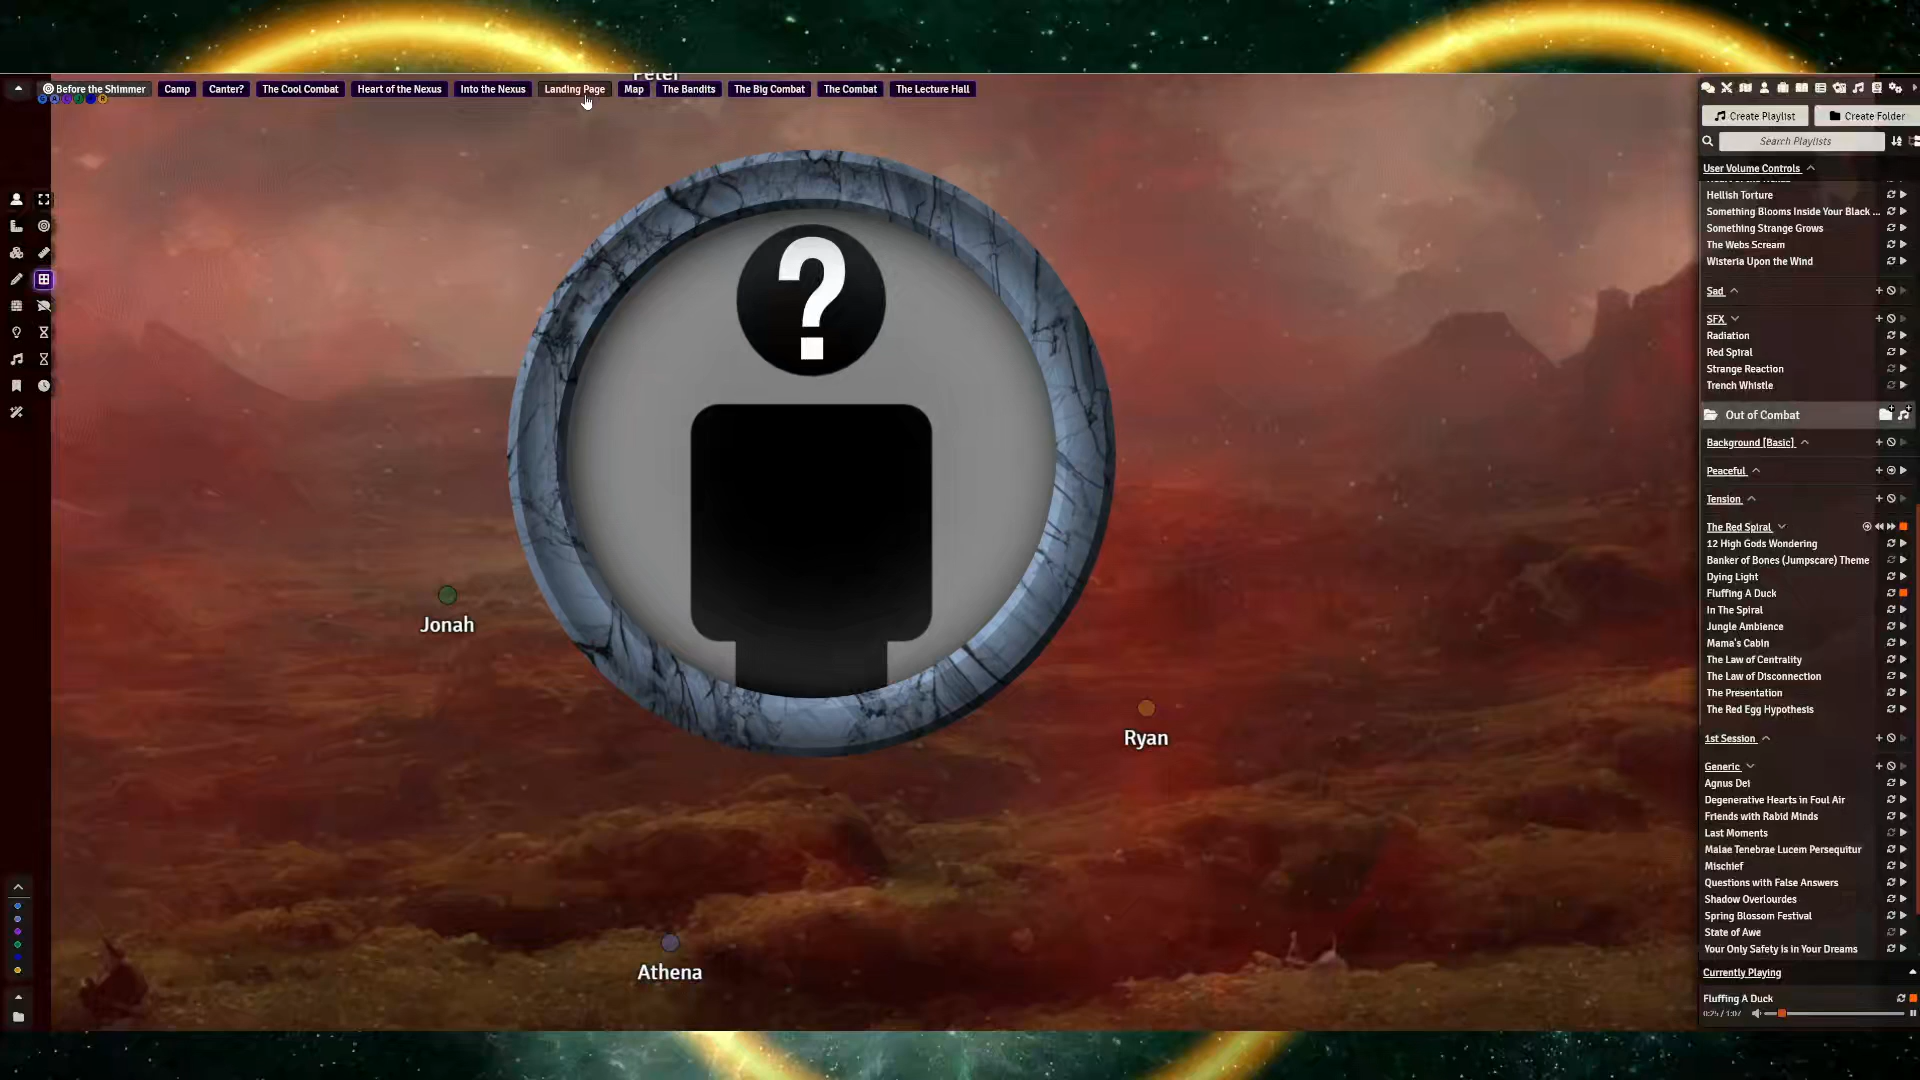 Peter
Before the Shimmer
Camp
Canter?
The Cool Combat
Heart of the Nexus
Into the Nexus
Landing Page
Map
The Bandits
The Big Combat
The Combat
The Lecture Hall
?
Jonah
Ryan
Athena
Create Playlist
Create Folder
Search Playlists
User Volume Controls
Hellish Torture
Something Blooms Inside Your Black ...
Something Strange Grows
The Webs Scream
Wisteria Upon the Wind
Sad
SFX
Radiation
Red Spiral
Strange Reaction
Trench Whistle
Out of Combat
Background [Basic]
Peaceful
Tension
The Red Spiral
12 High Gods Wondering
Banker of Bones (Jumpscare) Theme
Dying Light
Fluffing A Duck
In The Spiral
Jungle Ambience
Mama's Cabin
The Law of Centrality
The Law of Disconnection
The Presentation
The Red Egg Hypothesis
1st Session
Generic
Agnus Dei
Degenerative Hearts in Foul Air
Friends with Rabid Minds
Last Moments
Malae Tenebrae Lucem Persequitur
Mischief
Questions with False Answers
Shadow Overlourdes
Spring Blossom Festival
State of Awe
Your Only Safety is in Your Dreams
Currently Playing
Fluffing A Duck
0:25 / 1:07